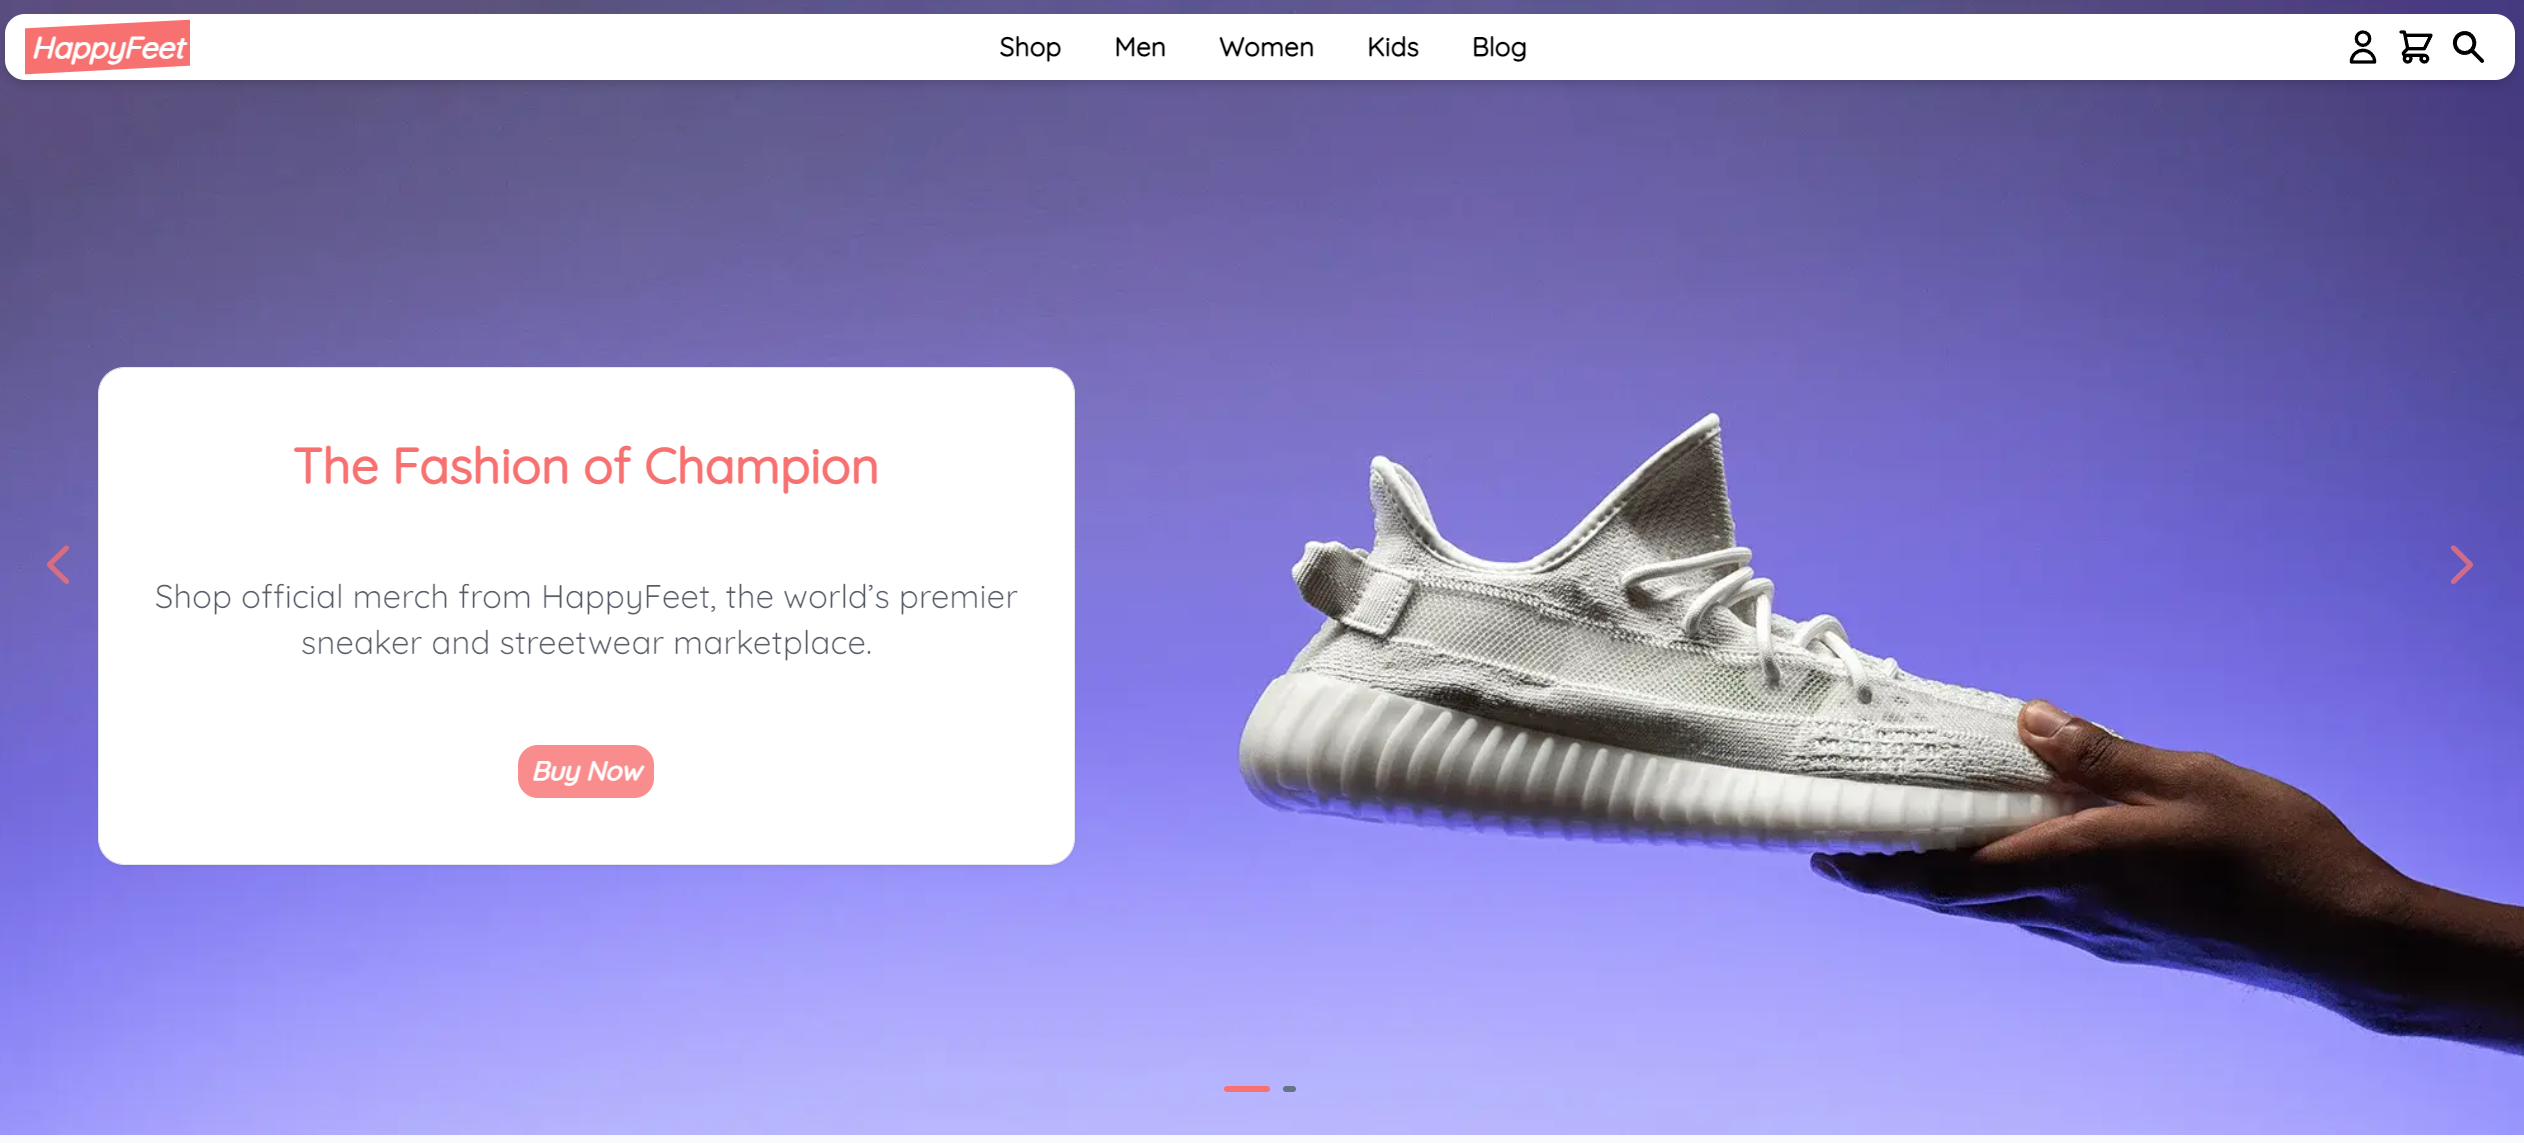 HappyFeet
Shop Men Women Kids Blog
The Fashion of Champion
Shop official merch from HappyFeet, the world’s premier
sneaker and streetwear marketplace.
Buy Now